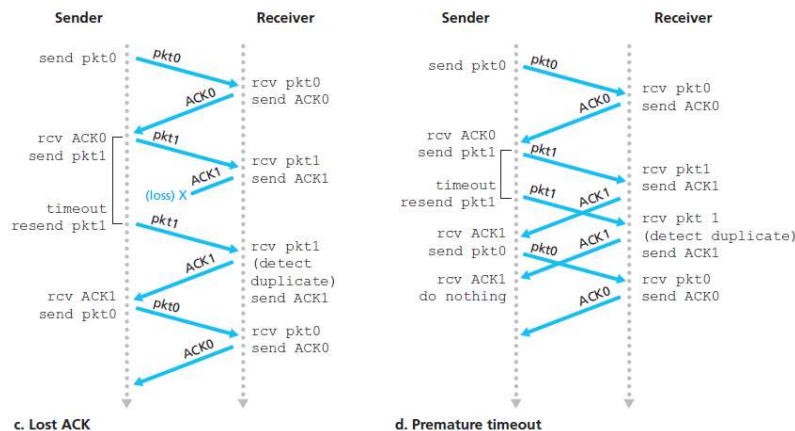 Sender
Receiver
send pkt0
pkt0
rcv pkt0
send ACK0
ACK0
rcv ACK0
send pkt1
pkt1
rcv pkt1
send ACK1
ACK1
(loss) X
timeout
resend pkt1
pkt1
rcv pkt1
(detect
duplicate)
send ACK1
ACK1
rcv ACK1
send pkt0
pkt0
rcv pkt0
send ACK0
ACK0
c. Lost ACK
Sender
Receiver
send pkt0
pkt0
rcv pkt0
send ACK0
ACK0
rcv ACK0
send pkt1
pkt1
rcv pkt1
send ACK1
ACK1
timeout
resend pkt1
pkt1
rcv pkt 1
(detect duplicate)
send ACK1
ACK1
rcv ACK1
send pkt0
pkt0
rcv ACK1
do nothing
rcv pkt0
send ACK0
ACK0
d. Premature timeout